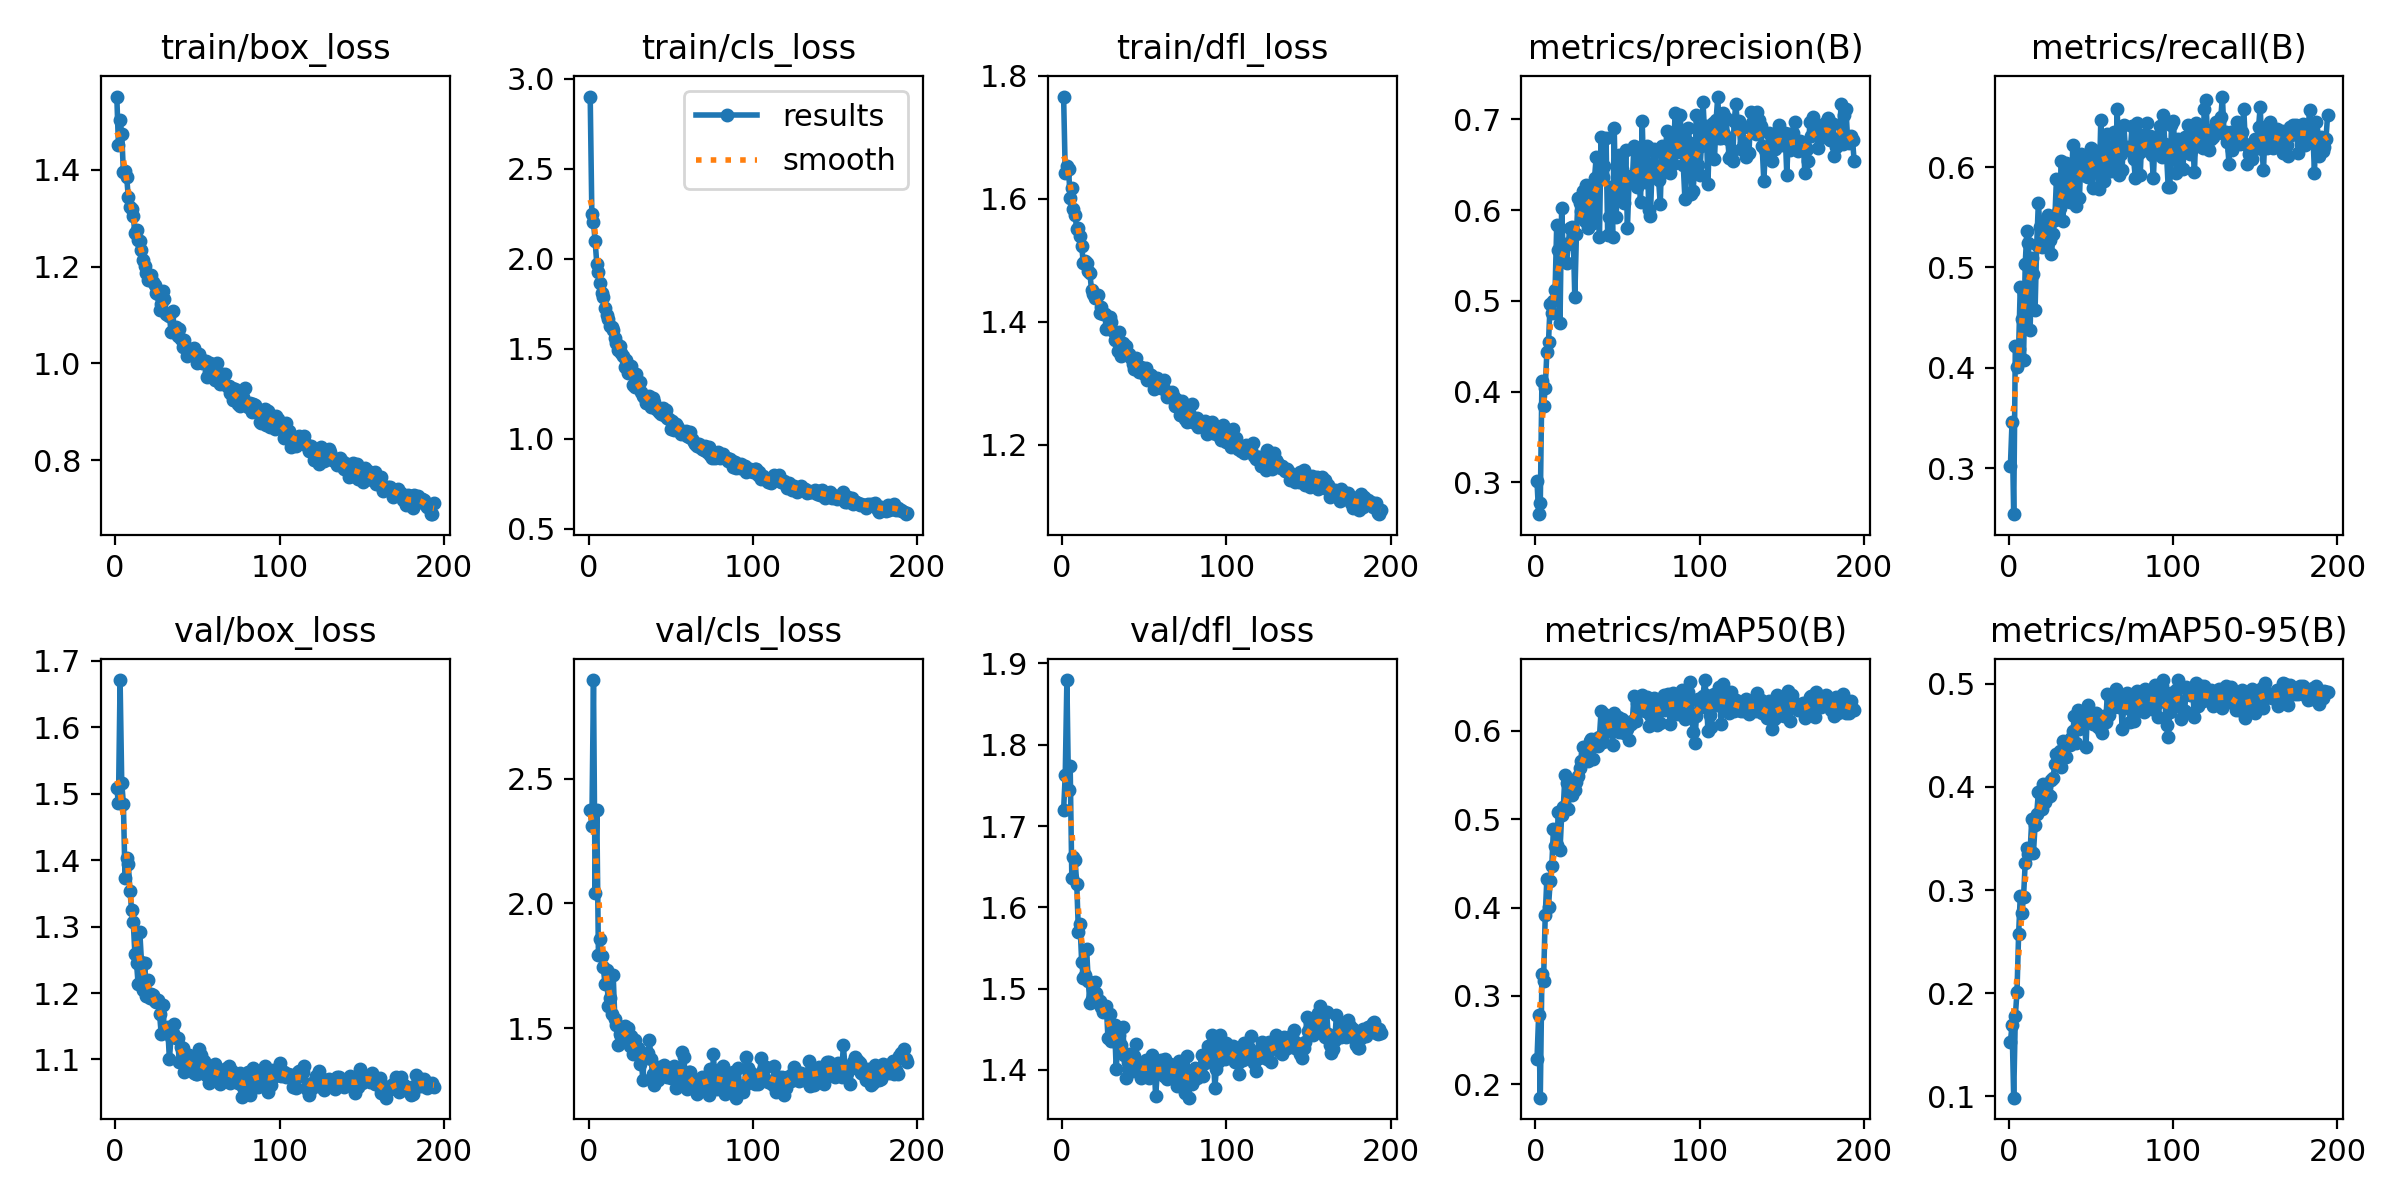 train/box_loss
1.4
1.2
1.0
0.8
0 100 200
train/cls_loss
3.0
2.5
2.0
1.5
1.0
0.5
results
smooth
0 100 200
train/dfl_loss
1.8
1.6
1.4
1.2
0 100 200
metrics/precision(B)
0.7
0.6
0.5
0.4
0.3
0 100 200
metrics/recall(B)
0.6
0.5
0.4
0.3
0 100 200
val/box_loss
1.7
1.6
1.5
1.4
1.3
1.2
1.1
0 100 200
val/cls_loss
2.5
2.0
1.5
0 100 200
val/dfl_loss
1.9
1.8
1.7
1.6
1.5
1.4
0 100 200
metrics/mAP50(B)
0.6
0.5
0.4
0.3
0.2
0 100 200
metrics/mAP50-95(B)
0.5
0.4
0.3
0.2
0.1
0 100 200